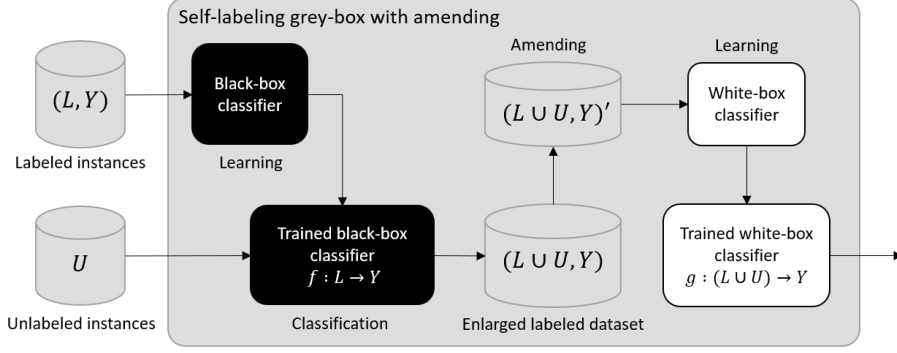 Self-labeling grey-box with amending
(L, Y)
Labeled instances
Black-box
classifier
Learning
Amending
(L ∪ U, Y)′
Learning
White-box
classifier
U
Unlabeled instances
Trained black-box
classifier
f : L → Y
Classification
(L ∪ U, Y)
Enlarged labeled dataset
Trained white-box
classifier
g : (L ∪ U) → Y